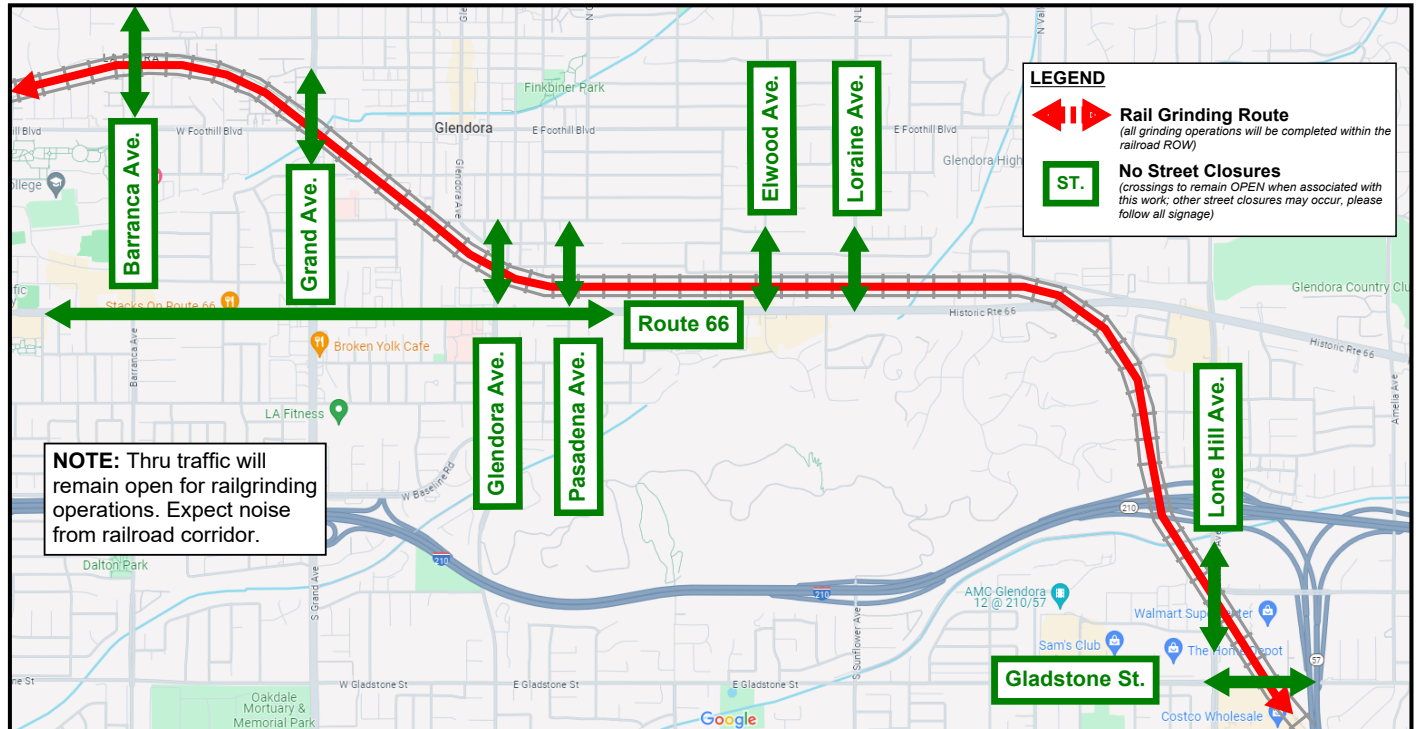 LEGEND
Rail Grinding Route
(all grinding operations will be completed within the
railroad ROW)
ST.
No Street Closures
(crossings to remain OPEN when associated with
this work; other street closures may occur, please
follow all signage)
Barranca Ave.
Grand Ave.
Glendora Ave.
Pasadena Ave.
Elwood Ave.
Loraine Ave.
Lone Hill Ave.
Route 66
Gladstone St.
NOTE: Thru traffic will
remain open for railgrinding
operations. Expect noise
from railroad corridor.
Finkbiner Park
Glendora
W Foothill Blvd
E Foothill Blvd
E Foothill Blvd
Glendora High
Glendora Ave
Stacks On Route 66
Broken Yolk Cafe
LA Fitness
Barranca Ave
Historic Rte 66
Historic Rte 66
Glendora Country Clu
Amelia Ave
W Baseline Rd
Dalton Park
S Grand Ave
210
210
210
57
S Sunflower Ave
AMC Glendora
12 @ 210/57
Sam's Club
The Home Depot
Costco Wholesale
W Gladstone St
E Gladstone St
E Gladstone St
Oakdale
Mortuary &
Memorial Park
Google